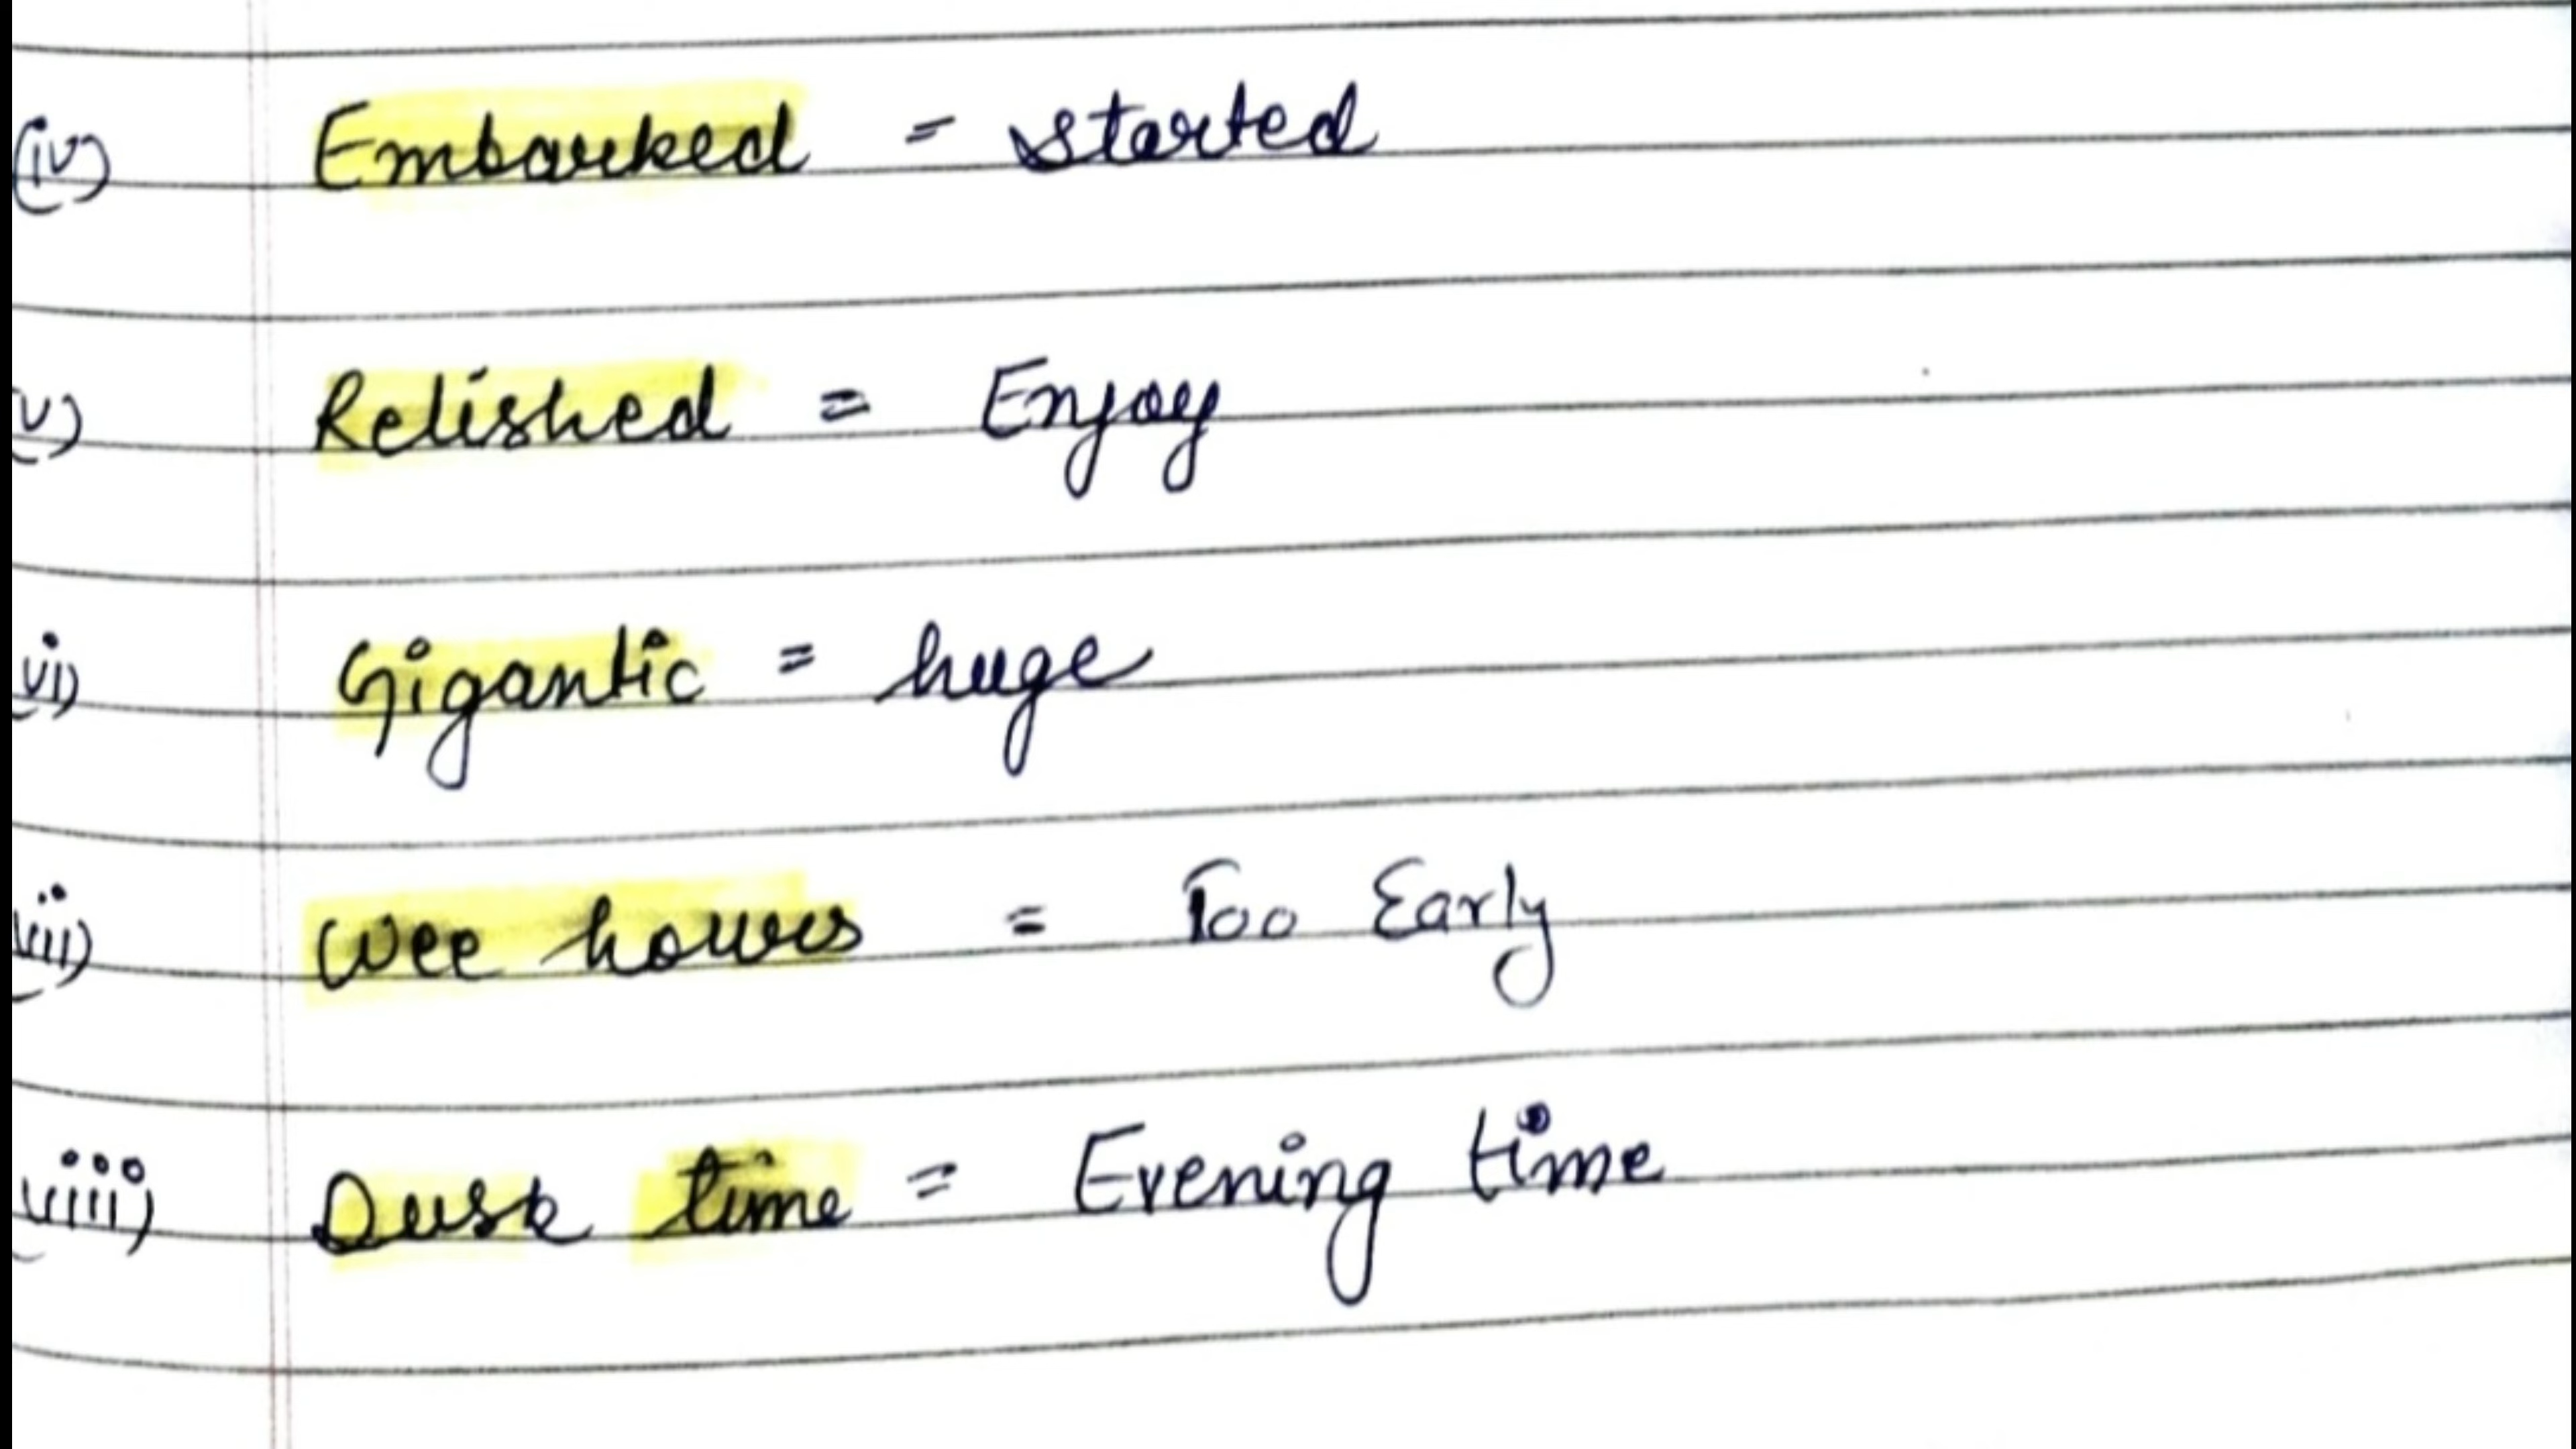 (iv) Embarked = started
(v) Relished = Enjoy
(vi) Gigantic = huge
(vii) Wee hours = Too Early
(viii) Dusk time = Evening time